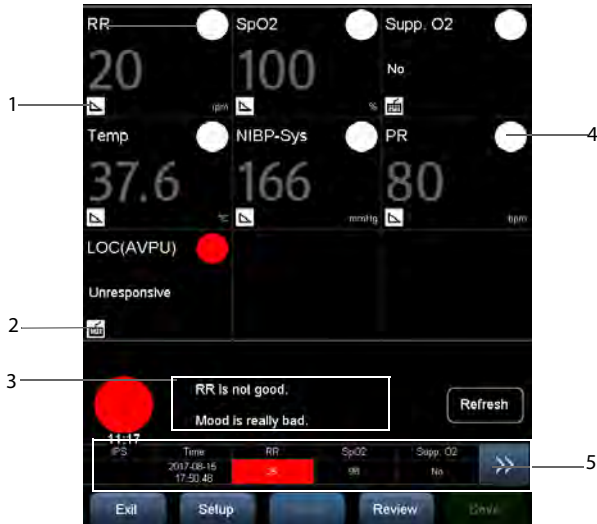 RR SpO2 Supp. O2
20 100 No
rpm %
Temp NIBP-Sys PR
37.6 166 80
℃ mmHg bpm
LOC(AVPU)
Unresponsive
1
2
3
4
5
RR Is not good.
Mood is really bad.
Refresh
11:17
IPS Time RR SpO2 Supp. O2
2017-08-15 25 98 No
17:50:48
Exit Setup Review Save